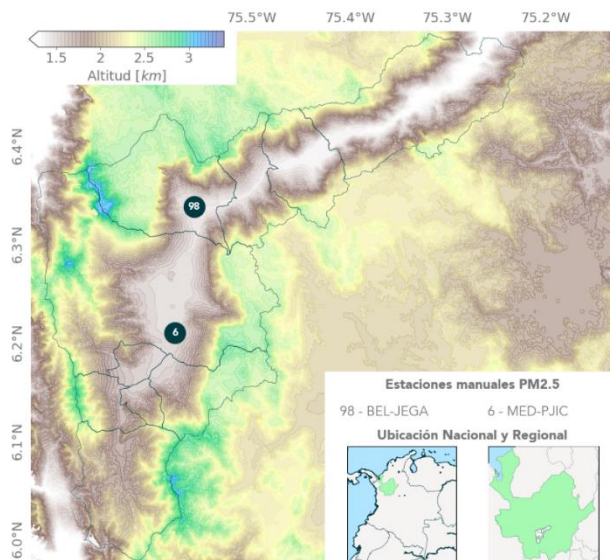 75.5°W 75.4°W 75.3°W 75.2°W
1.5 2 2.5 3
Altitud [km]
6.4°N
98
6.3°N
6.2°N
6
6.1°N
6.0°N
Estaciones manuales PM2.5
98 - BEL-JEGA 6 - MED-PJIC
Ubicación Nacional y Regional